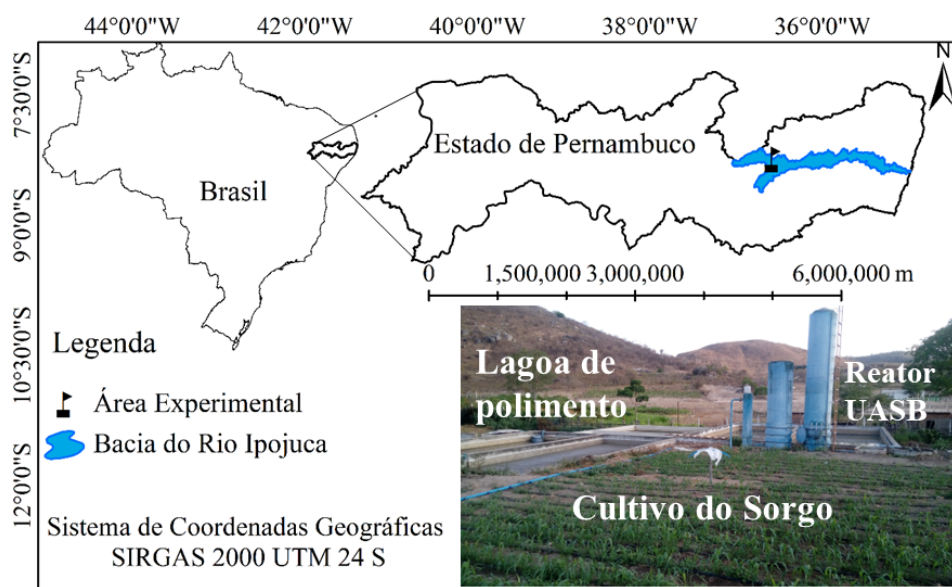 44°0'0"S 42°0'0"S 40°0'0"S 38°0'0"S 36°0'0"S
N
7°30'0"S
9°0'0"S
10°30'0"S
12°0'0"S
Brasil
Estado de Pernambuco
0 1,500,000 3,000,000 6,000,000 m
Legenda
Área Experimental
Bacia do Rio Ipojuca
Sistema de Coordenadas Geográficas
SIRGAS 2000 UTM 24 S
Lagoa de
polimento
Reator
UASB
Cultivo do Sorgo